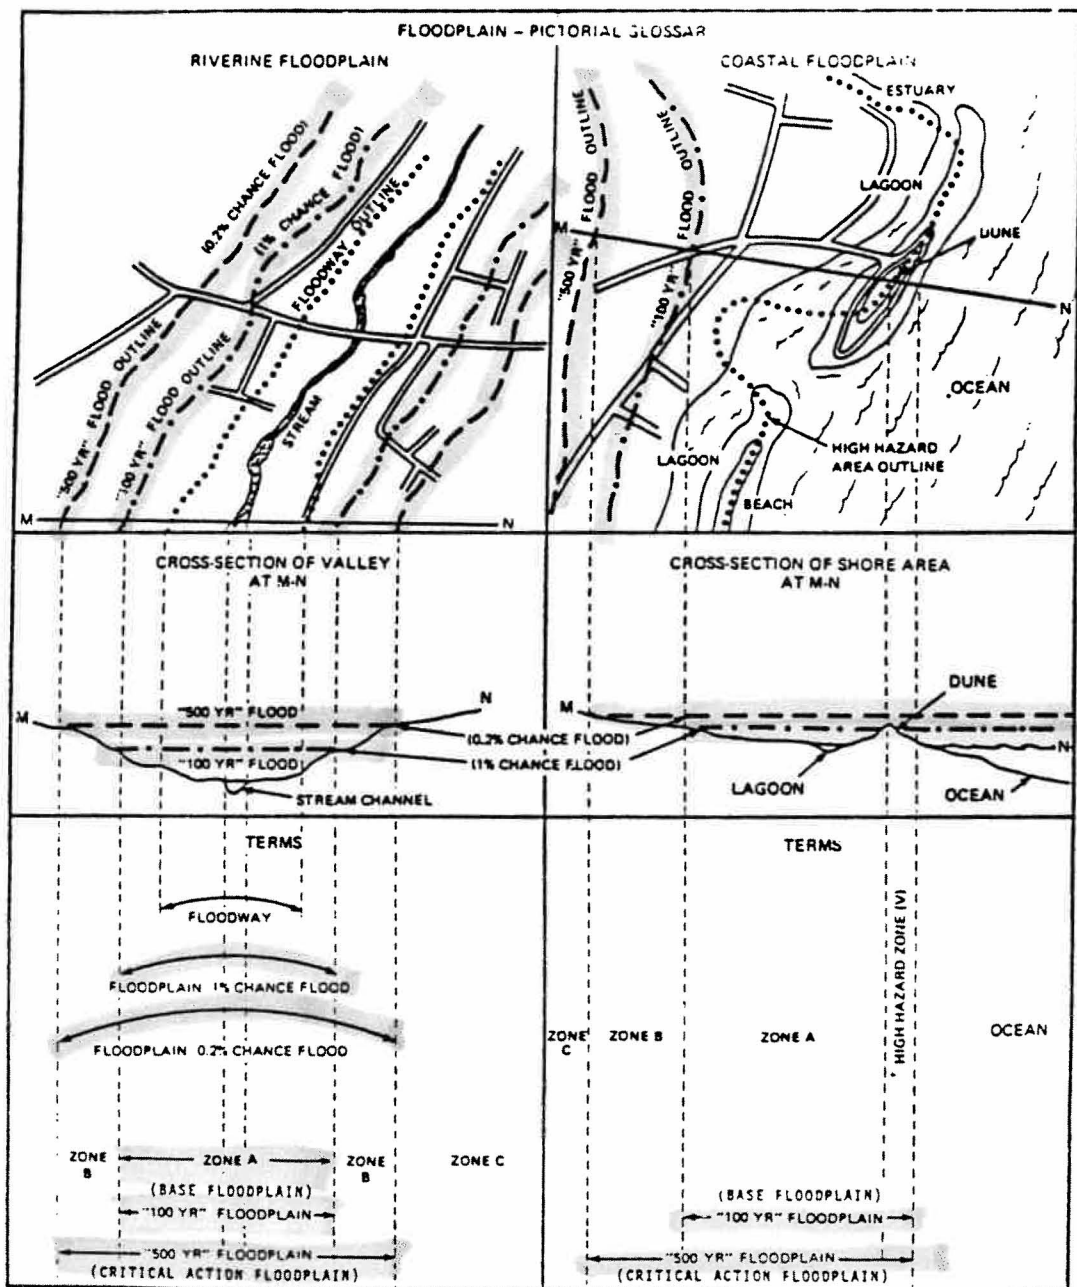 FLOODPLAIN - PICTORIAL GLOSSAR
RIVERINE FLOODPLAIN
(0.2% CHANCE FLOOD)
(1% CHANCE FLOOD)
FLOODWAY OUTLINE
"500 YR" FLOOD OUTLINE
"100 YR" FLOOD OUTLINE
STREAM
M
N
COASTAL FLOODPLAIN
ESTUARY
"500 YR" FLOOD OUTLINE
"100 YR" FLOOD OUTLINE
LAGOON
DUNE
M
N
OCEAN
HIGH HAZARD
AREA OUTLINE
LAGOON
BEACH
CROSS-SECTION OF VALLEY
AT M-N
M
N
"500 YR" FLOOD
"100 YR" FLOOD
(0.2% CHANCE FLOOD)
(1% CHANCE FLOOD)
STREAM CHANNEL
CROSS-SECTION OF SHORE AREA
AT M-N
M
DUNE
N
LAGOON
OCEAN
TERMS
FLOODWAY
FLOODPLAIN 1% CHANCE FLOOD
FLOODPLAIN 0.2% CHANCE FLOOD
ZONE
B
ZONE A
ZONE
B
ZONE C
(BASE FLOODPLAIN)
"100 YR" FLOODPLAIN
"500 YR" FLOODPLAIN
(CRITICAL ACTION FLOODPLAIN)
TERMS
ZONE
C
ZONE B
ZONE A
* HIGH HAZARD ZONE (V)
OCEAN
(BASE FLOODPLAIN)
"100 YR" FLOODPLAIN
"500 YR" FLOODPLAIN
(CRITICAL ACTION FLOODPLAIN)